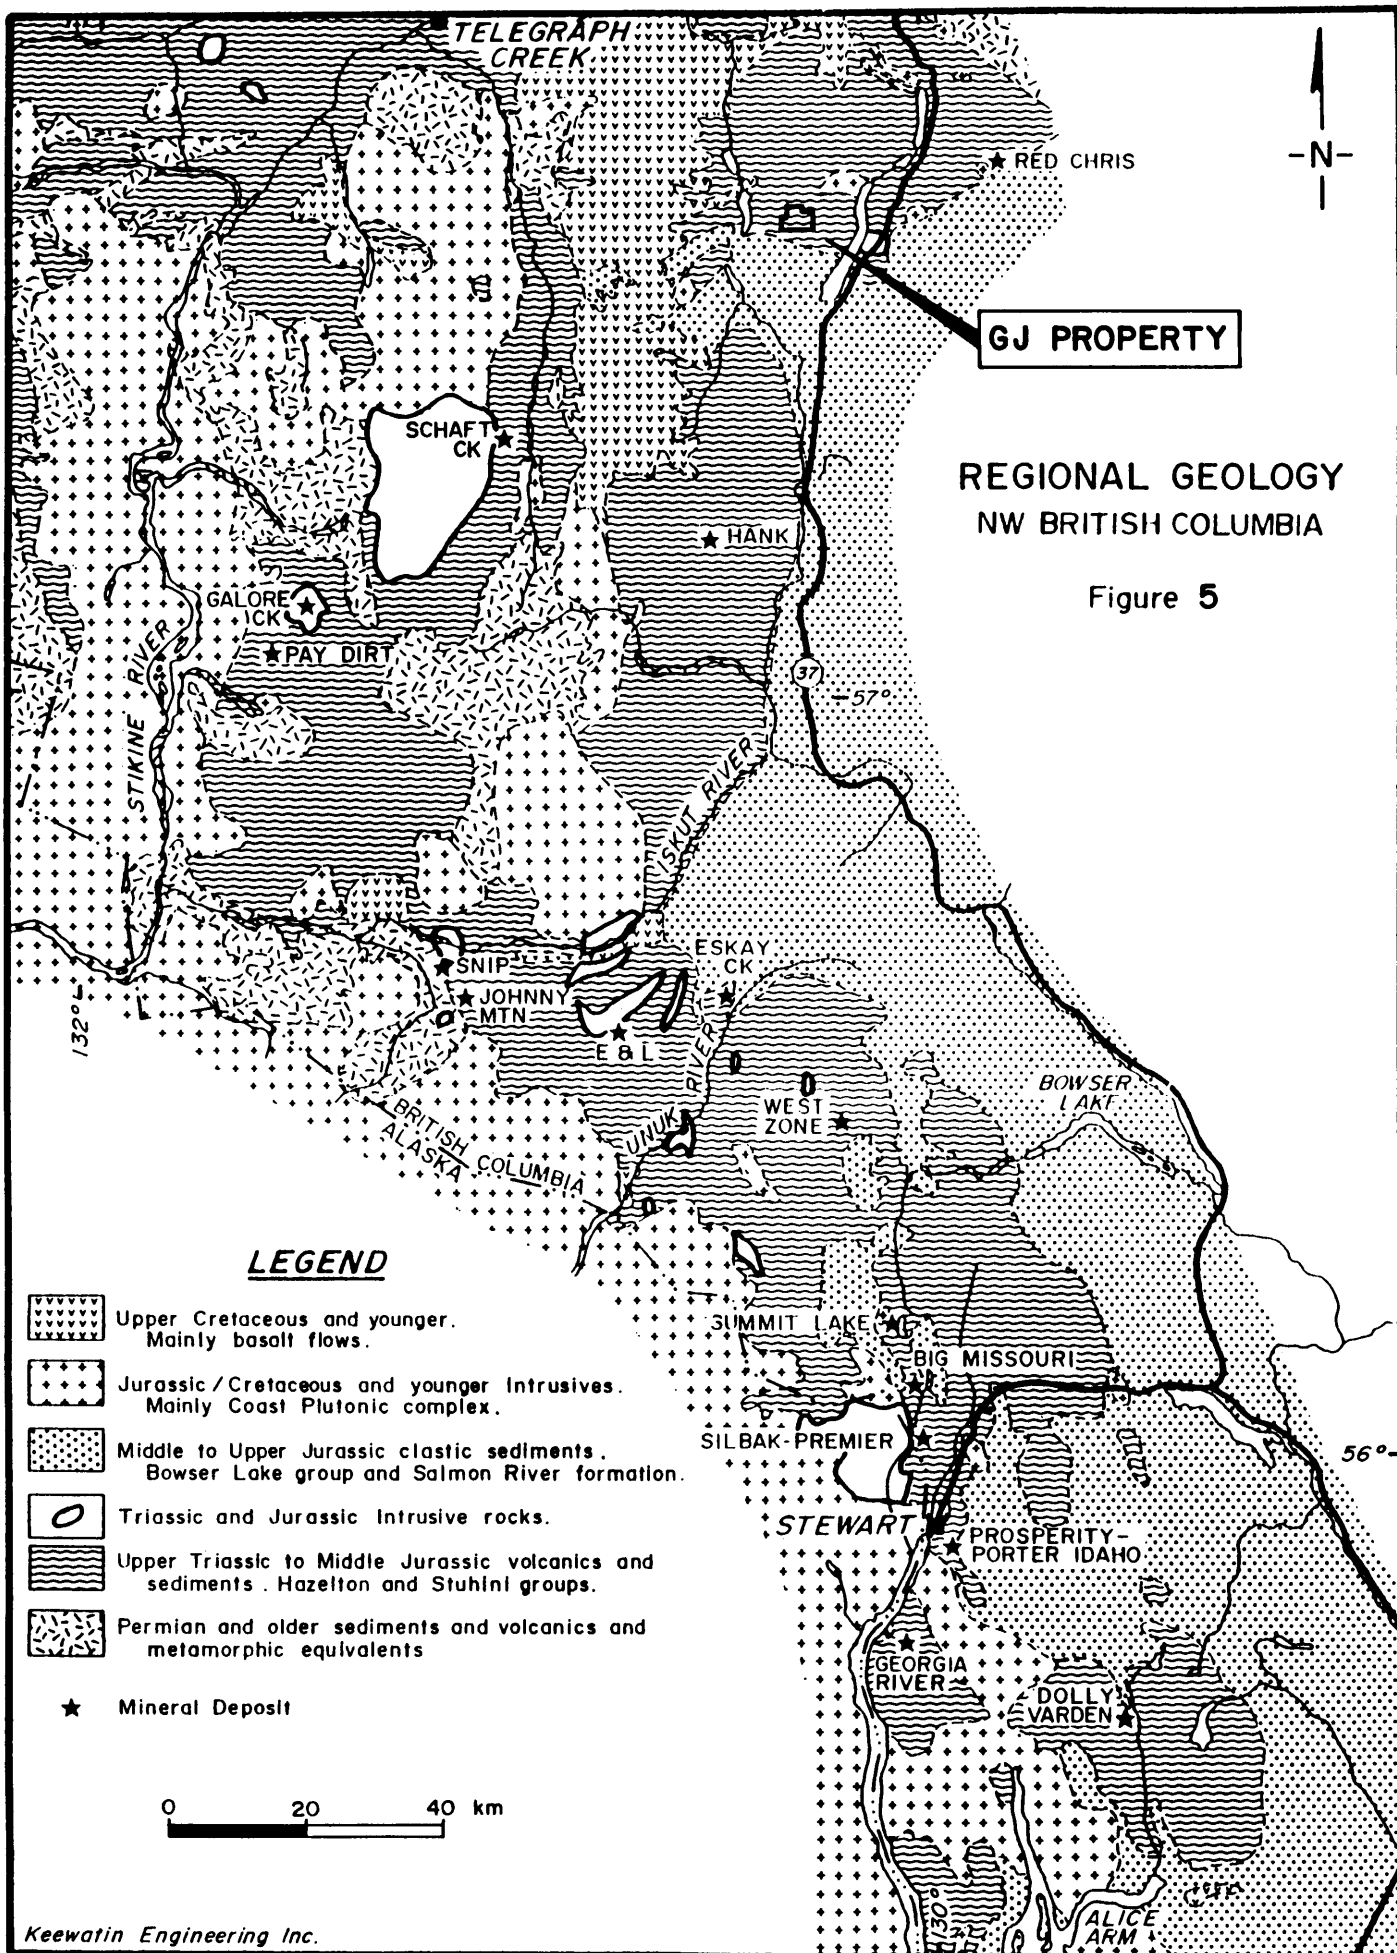 TELEGRAPH
CREEK
-N-
RED CHRIS
GJ PROPERTY
SCHAFT
CK
REGIONAL GEOLOGY
NW BRITISH COLUMBIA
Figure 5
HANK
GALORE
CK
PAY DIRT
STIKINE RIVER
37
57°
ISKUT RIVER
ESKAY
CK
SNIP
JOHNNY
MTN
E & L
132°
UNUK RIVER
WEST
ZONE
BOWSER
LAKE
BRITISH COLUMBIA
ALASKA
LEGEND
Upper Cretaceous and younger.
Mainly basalt flows.
Jurassic/Cretaceous and younger Intrusives.
Mainly Coast Plutonic complex.
Middle to Upper Jurassic clastic sediments.
Bowser Lake group and Salmon River formation.
Triassic and Jurassic Intrusive rocks.
Upper Triassic to Middle Jurassic volcanics and
sediments. Hazelton and Stuhini groups.
Permian and older sediments and volcanics and
metamorphic equivalents
Mineral Deposit
SUMMIT LAKE
BIG MISSOURI
SILBAK-PREMIER
56°
STEWART
PROSPERITY-
PORTER IDAHO
GEORGIA
RIVER
DOLLY
VARDEN
0 20 40 km
130°
ALICE
ARM
Keewatin Engineering Inc.